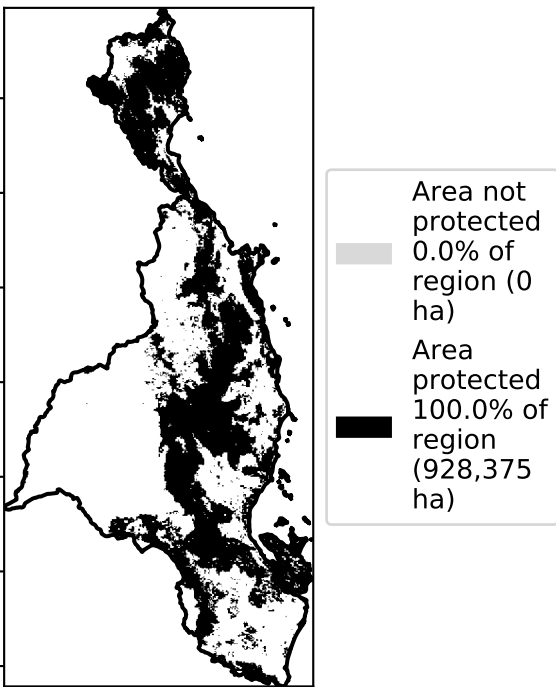 Area not
protected
0.0% of
region (0
ha)
Area
protected
100.0% of
region
(928,375
ha)